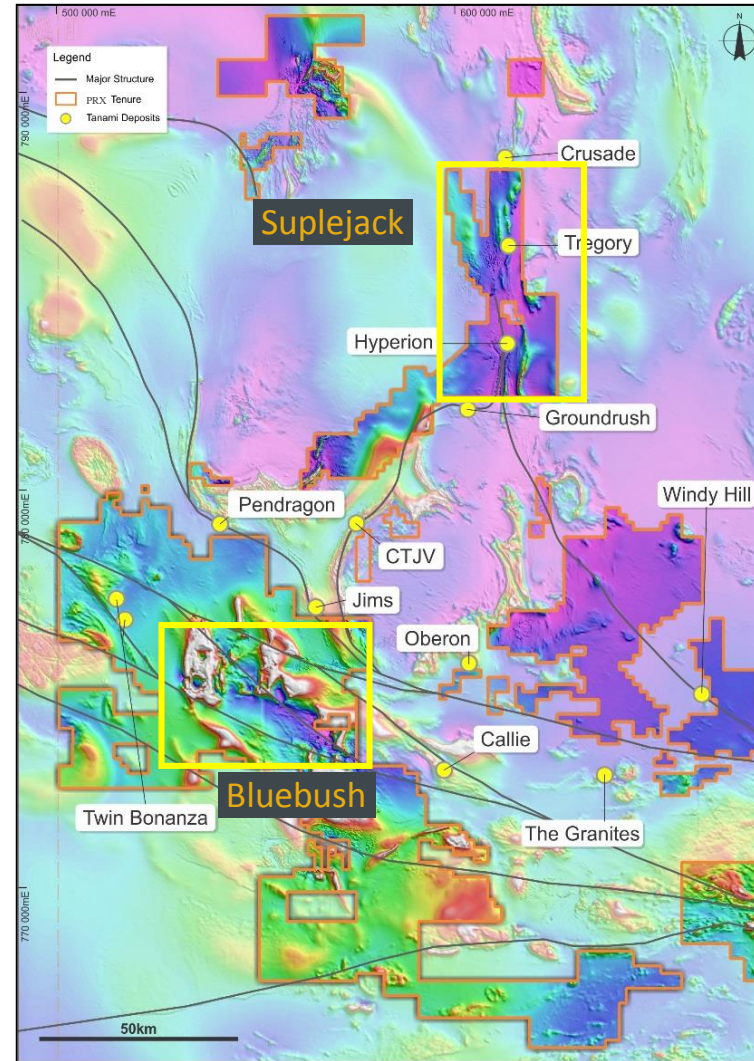 500 000mE
600 000mE
N
Legend
Major Structure
PRX Tenure
Tanami Deposits
790 000mE
Crusade
Suplejack
Tregory
Hyperion
Groundrush
Pendragon
780 000mE
Windy Hill
CTJV
Jims
Oberon
Callie
Bluebush
Twin Bonanza
The Granites
770 000mE
50km